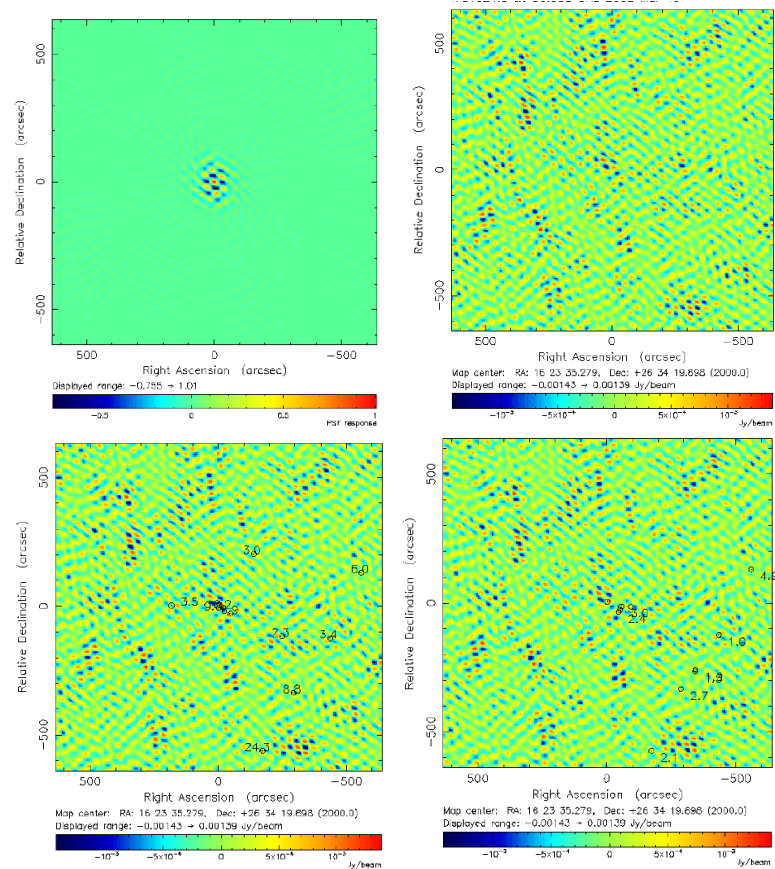 500
0
−500
Relative Declination (arcsec)
500
0
−500
Right Ascension (arcsec)
Displayed range: −0.755 → 1.01
−0.5
0
0.5
1
PSF response
500
0
−500
Relative Declination (arcsec)
500
0
−500
Right Ascension (arcsec)
Map center: RA: 16 23 35.279, Dec: +26 34 19.698 (2000.0)
Displayed range: −0.00143 → 0.00139 Jy/beam
−10⁻³
−5×10⁻⁴
0
5×10⁻⁴
10⁻³
Jy/beam
500
0
−500
Relative Declination (arcsec)
3.0
6.0
3.5
2.3
3.4
8.8
24.3
500
0
−500
Right Ascension (arcsec)
Map center: RA: 16 23 35.279, Dec: +26 34 19.698 (2000.0)
Displayed range: −0.00143 → 0.00139 Jy/beam
−10⁻³
−5×10⁻⁴
0
5×10⁻⁴
10⁻³
Jy/beam
500
0
−500
Relative Declination (arcsec)
2.4
1.0
2.7
2.1
500
0
−500
Right Ascension (arcsec)
Map center: RA: 16 23 35.279, Dec: +26 34 19.698 (2000.0)
Displayed range: −0.00143 → 0.00139 Jy/beam
−10⁻³
−5×10⁻⁴
0
5×10⁻⁴
10⁻³
Jy/beam